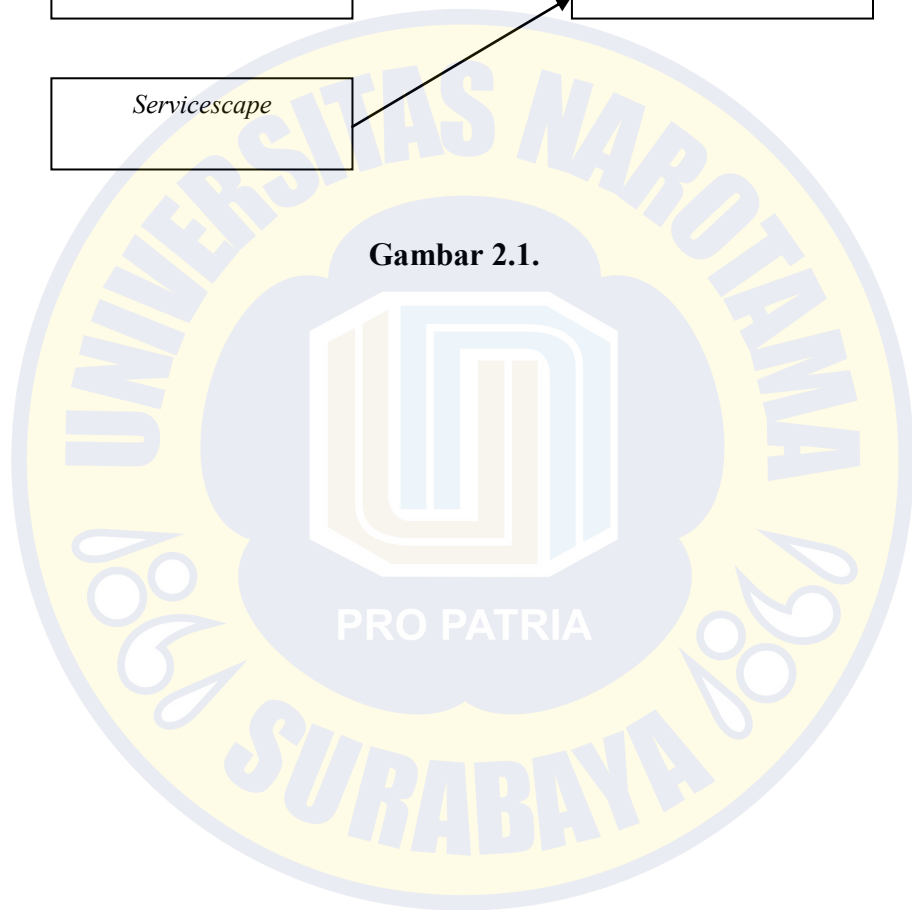 Servicescape
Gambar 2.1.
UNIVERSITAS NAROTAMA
PRO PATRIA
SURABAYA